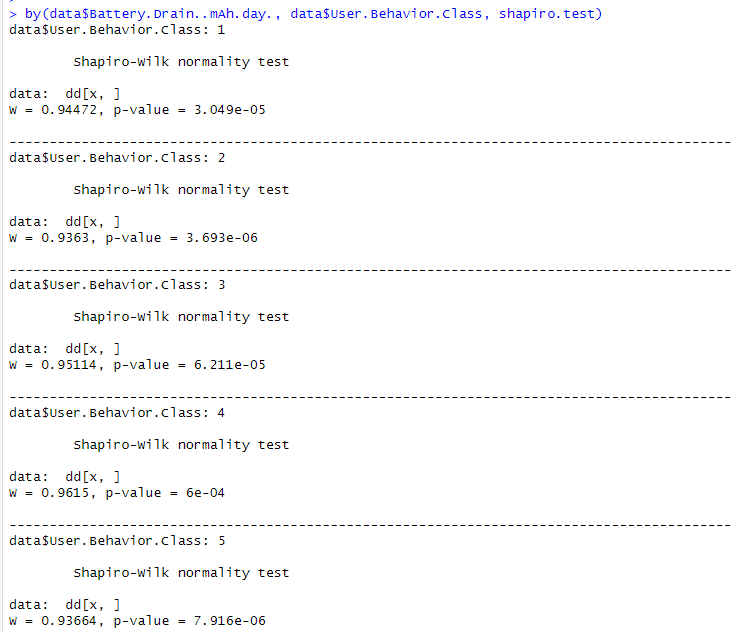 > by(data$Battery.Drain..mAh.day., data$User.Behavior.Class, shapiro.test)
data$User.Behavior.Class: 1
Shapiro-Wilk normality test
data:  dd[x, ]
W = 0.94472, p-value = 3.049e-05
------------------------------------------------------------------------------------------
data$User.Behavior.Class: 2
Shapiro-Wilk normality test
data:  dd[x, ]
W = 0.9363, p-value = 3.693e-06
------------------------------------------------------------------------------------------
data$User.Behavior.Class: 3
Shapiro-Wilk normality test
data:  dd[x, ]
W = 0.95114, p-value = 6.211e-05
------------------------------------------------------------------------------------------
data$User.Behavior.Class: 4
Shapiro-Wilk normality test
data:  dd[x, ]
W = 0.9615, p-value = 6e-04
------------------------------------------------------------------------------------------
data$User.Behavior.Class: 5
Shapiro-Wilk normality test
data:  dd[x, ]
W = 0.93664, p-value = 7.916e-06